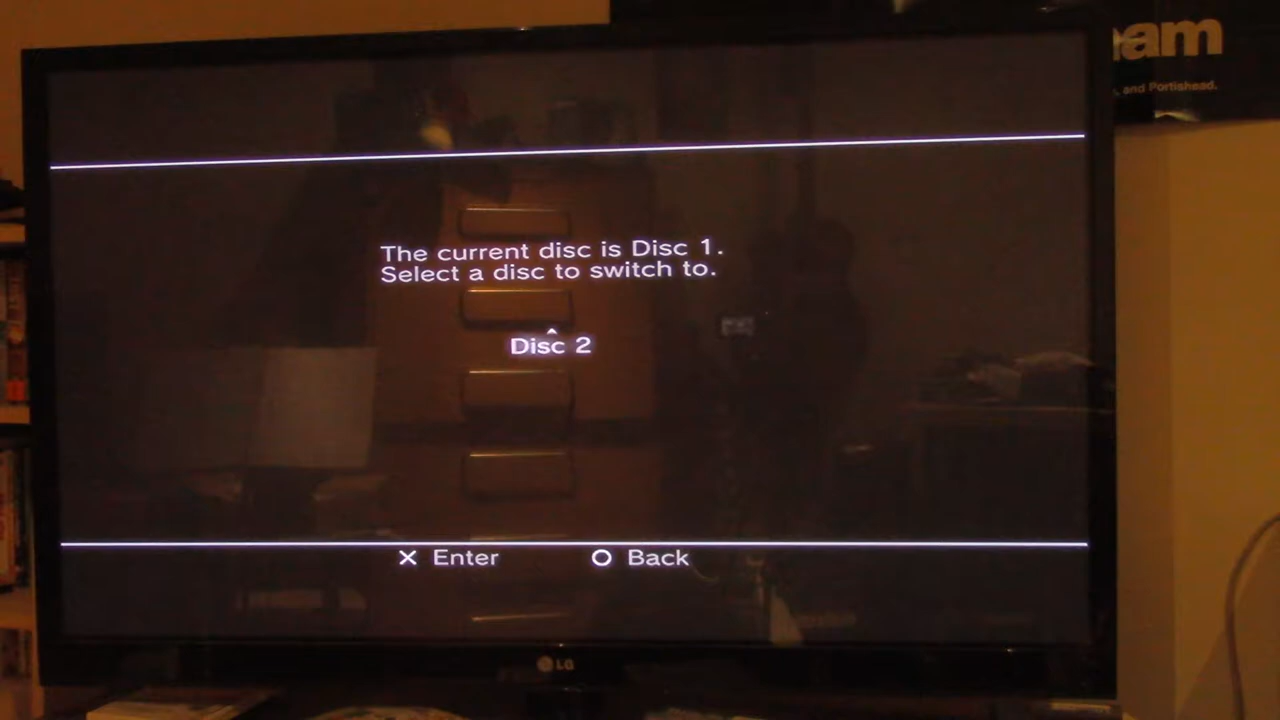 am
, and Portishead.
The current disc is Disc 1.
Select a disc to switch to.
Disc 2
X Enter
O Back
LG